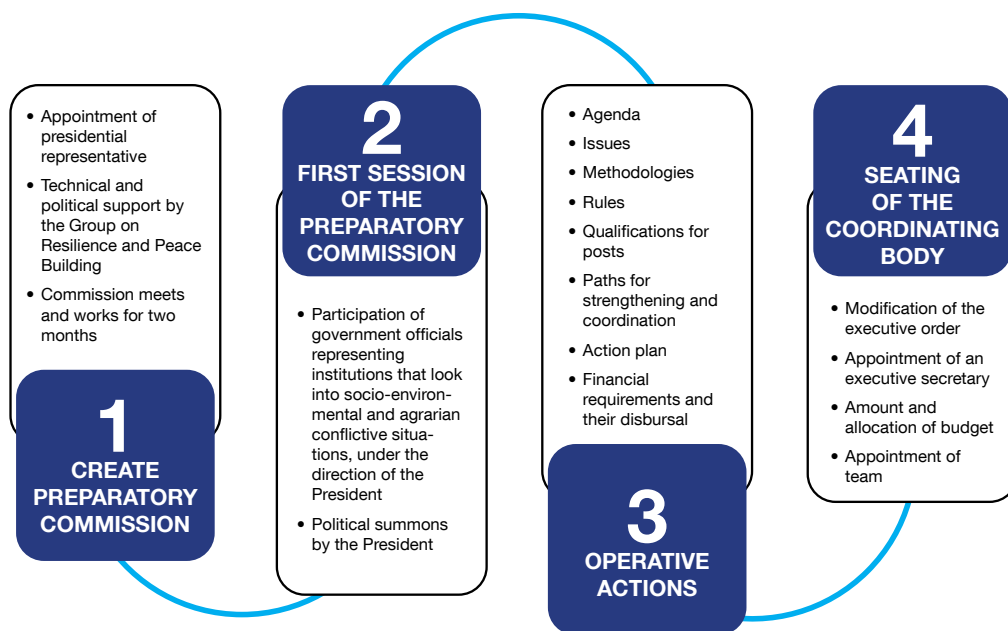 • Appointment of
presidential
representative
• Technical and
political support by
the Group on
Resilience and Peace
Building
• Commission meets
and works for two
months
1
CREATE
PREPARATORY
COMMISSION
2
FIRST SESSION
OF THE
PREPARATORY
COMMISSION
• Participation of
government officials
representing
institutions that look
into socio-environ-
mental and agrarian
conflictive situa-
tions, under the
direction of the
President
• Political summons
by the President
• Agenda
• Issues
• Methodologies
• Rules
• Qualifications for
posts
• Paths for
strengthening and
coordination
• Action plan
• Financial
requirements and
their disbursal
3
OPERATIVE
ACTIONS
4
SEATING
OF THE
COORDINATING
BODY
• Modification of the
executive order
• Appointment of an
executive secretary
• Amount and
allocation of budget
• Appointment of
team